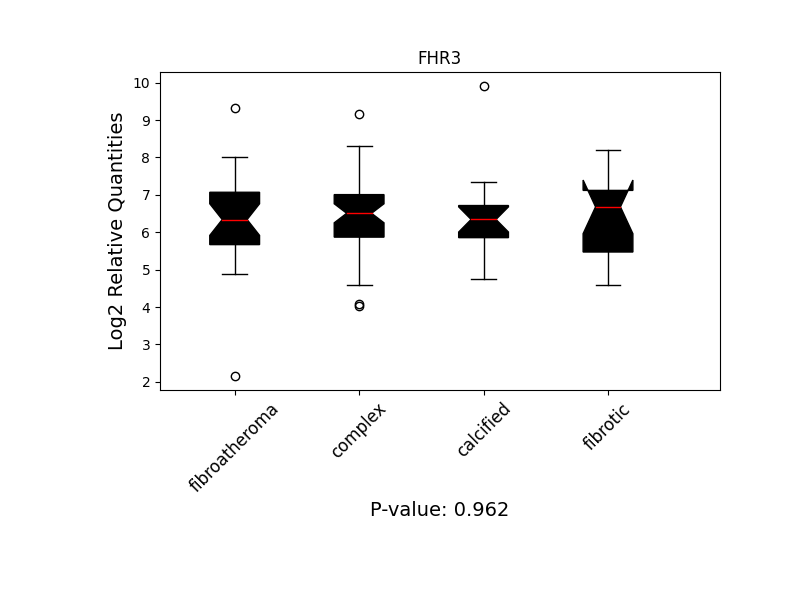 FHR3
Log2 Relative Quantities
10
9
8
7
6
5
4
3
2
fibroatheroma
complex
calcified
fibrotic
P-value: 0.962